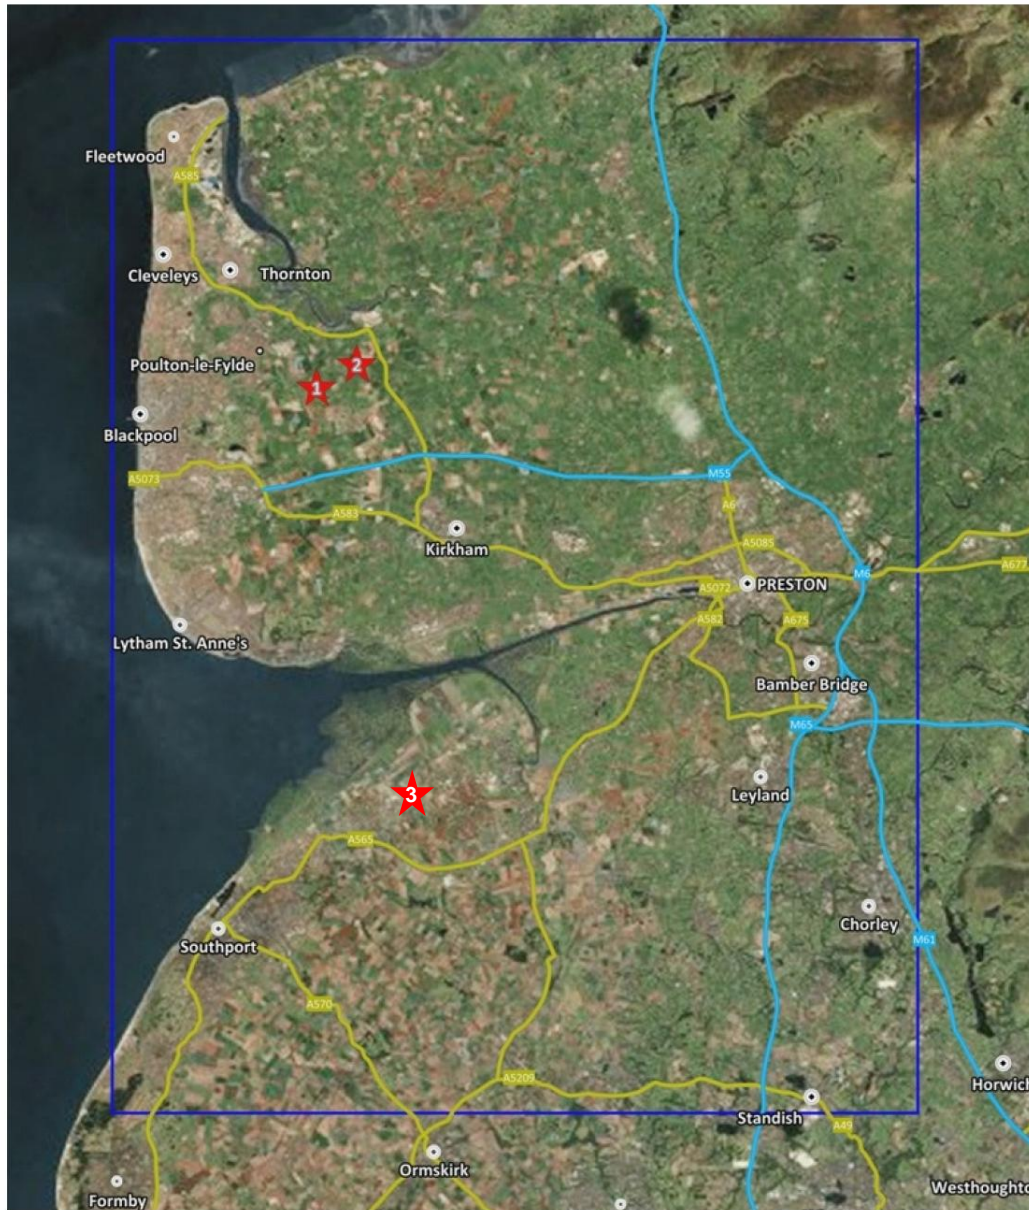 Fleetwood
A585
Cleveleys
Thornton
Poulton-le-Fylde
2
1
Blackpool
A5073
M55
A583
A6
Kirkham
A5085
A677
M6
PRESTON
A5072
A582
A675
Lytham St. Anne's
Bamber Bridge
M65
Leyland
3
A565
Chorley
Southport
M61
A570
Horwich
A5209
Standish
A49
Ormskirk
Westhoughto
Formby